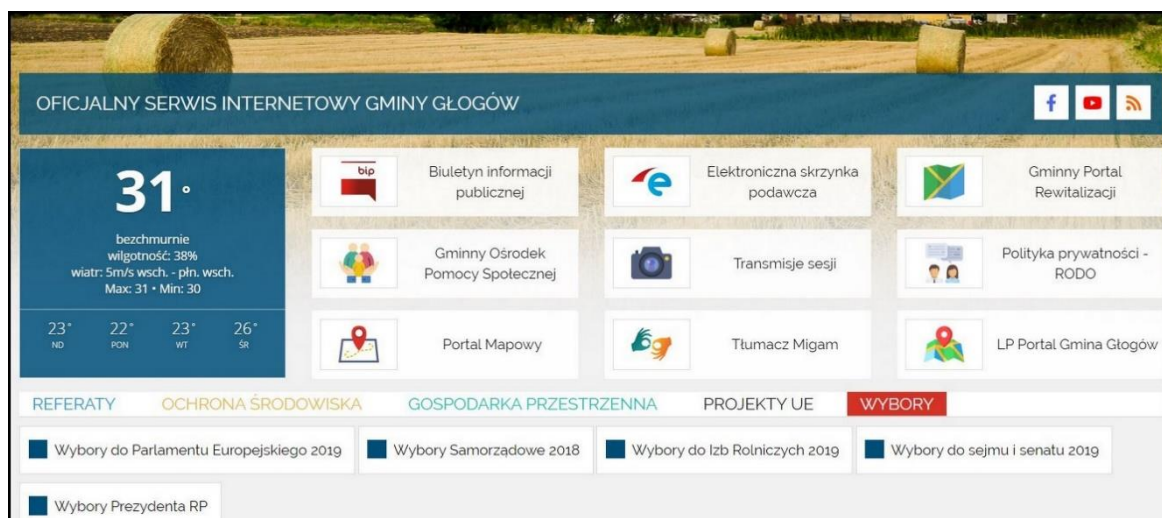 OFICJALNY SERWIS INTERNETOWY GMINY GŁOGÓW
31°
bezchmurnie
wilgotność: 38%
wiatr: 5m/s wsch. - płn. wsch.
Max: 31 • Min: 30
23° 22° 23° 26°
ND PON WT ŚR
bip
Biuletyn informacji
publicznej
Elektroniczna skrzynka
podawcza
Gminny Portal
Rewitalizacji
Gminny Ośrodek
Pomocy Społecznej
Transmisje sesji
Polityka prywatności -
RODO
Portal Mapowy
Tłumacz Migam
LP Portal Gmina Głogów
REFERATY OCHRONA ŚRODOWISKA GOSPODARKA PRZESTRZENNA PROJEKTY UE WYBORY
Wybory do Parlamentu Europejskiego 2019 Wybory Samorządowe 2018 Wybory do Izb Rolniczych 2019 Wybory do sejmu i senatu 2019
Wybory Prezydenta RP